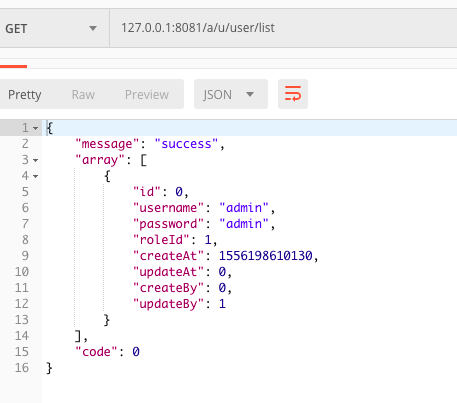 GET 127.0.0.1:8081/a/u/user/list
Pretty Raw Preview JSON
1 {
2 "message": "success",
3 "array": [
4 {
5 "id": 0,
6 "username": "admin",
7 "password": "admin",
8 "roleId": 1,
9 "createAt": 1556198610130,
10 "updateAt": 0,
11 "createBy": 0,
12 "updateBy": 1
13 }
14 ],
15 "code": 0
16 }